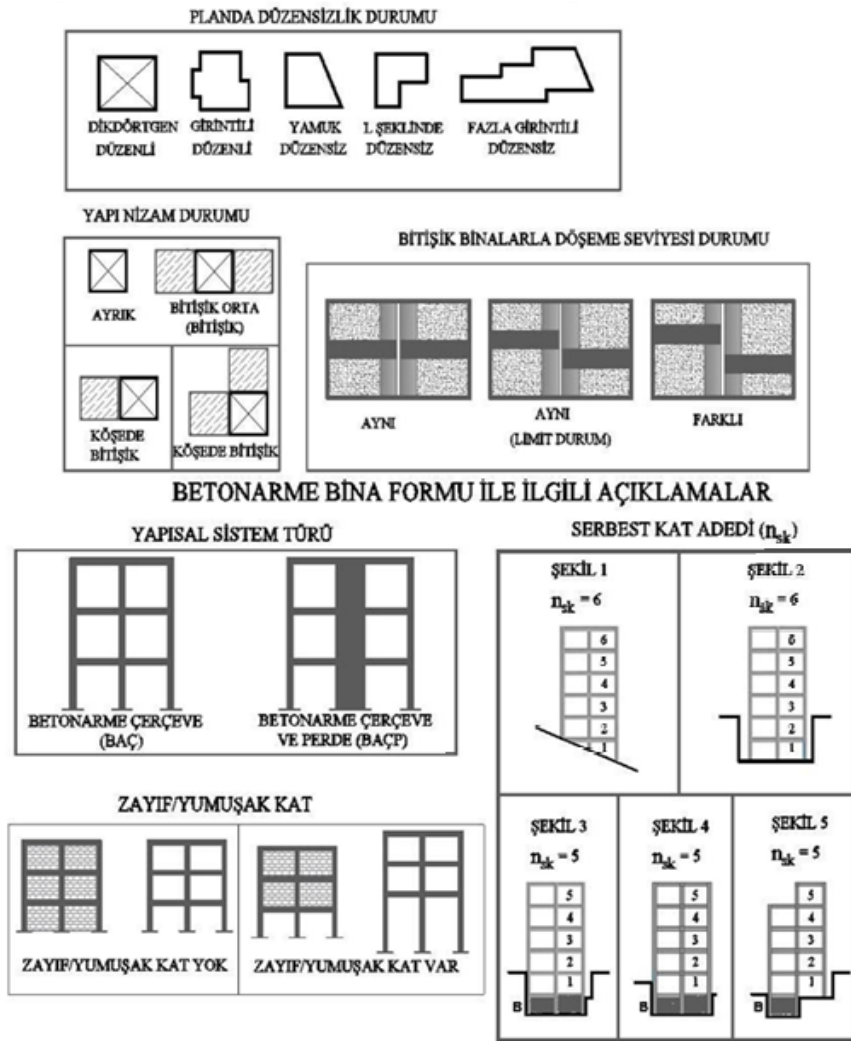 PLANDA DÜZENSİZLİK DURUMU
DİKDÖRTGEN
DÜZENLİ
GİRİNTİLİ
DÜZENLİ
YAMUK
DÜZENSİZ
L ŞEKLİNDE
DÜZENSİZ
FAZLA GİRİNTİLİ
DÜZENSİZ
YAPI NİZAM DURUMU
AYRIK
BİTİŞİK ORTA
(BİTİŞİK)
KÖŞEDE
BİTİŞİK
KÖŞEDE BİTİŞİK
BİTİŞİK BİNALARLA DÖŞEME SEVİYESİ DURUMU
AYNI
AYNI
(LİMİT DURUM)
FARKLI
BETONARME BİNA FORMU İLE İLGİLİ AÇIKLAMALAR
YAPISAL SİSTEM TÜRÜ
BETONARME ÇERÇEVE
(BAÇ)
BETONARME ÇERÇEVE
VE PERDE (BAÇP)
ZAYIF/YUMUŞAK KAT
ZAYIF/YUMUŞAK KAT YOK
ZAYIF/YUMUŞAK KAT VAR
SERBEST KAT ADEDİ (nsk)
ŞEKİL 1
nsk = 6
6
5
4
3
2
1
ŞEKİL 2
nsk = 6
6
5
4
3
2
1
ŞEKİL 3
nsk = 5
5
4
3
2
1
B
ŞEKİL 4
nsk = 5
5
4
3
2
1
B
ŞEKİL 5
nsk = 5
5
4
3
2
1
B